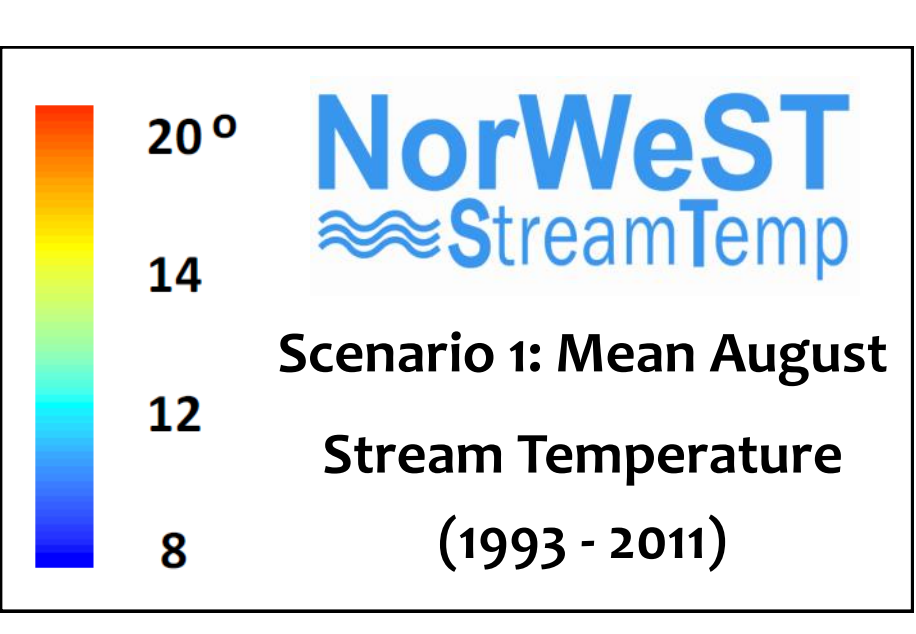 20°
14
12
8
NorWeST
StreamTemp
Scenario 1: Mean August
Stream Temperature
(1993 - 2011)